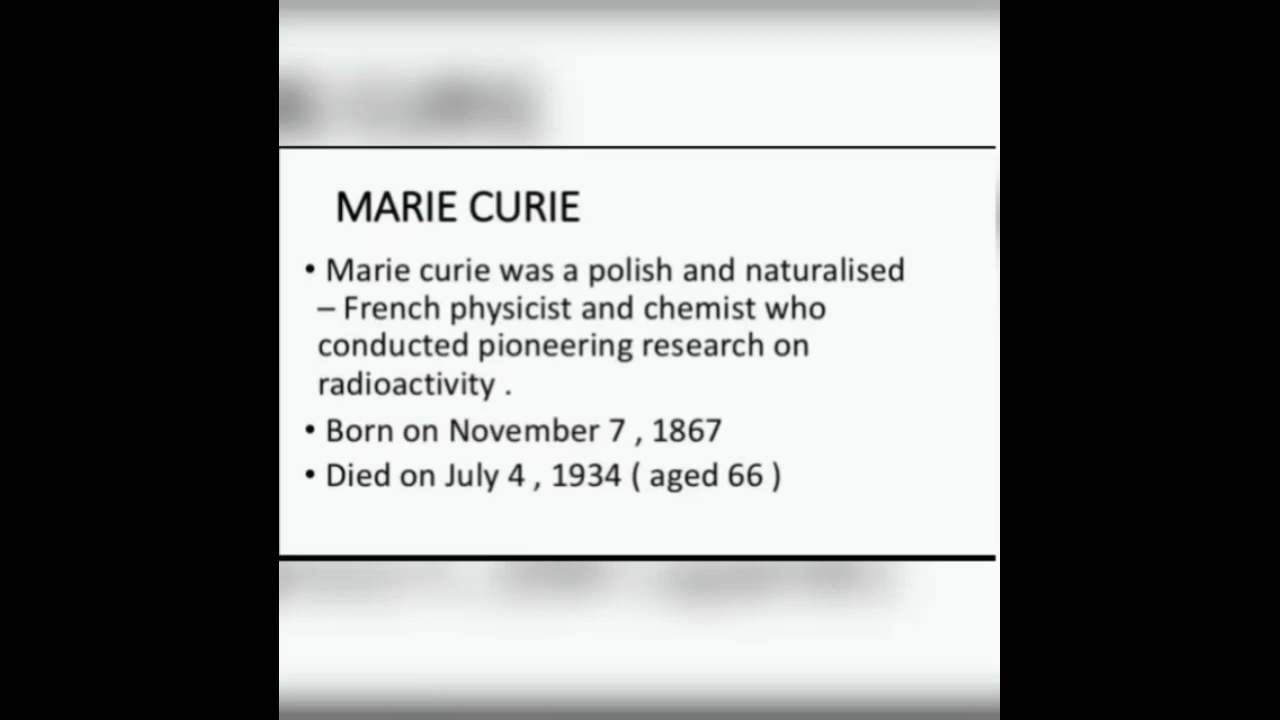 MARIE CURIE
• Marie curie was a polish and naturalised
– French physicist and chemist who
conducted pioneering research on
radioactivity .
• Born on November 7 , 1867
• Died on July 4 , 1934 ( aged 66 )